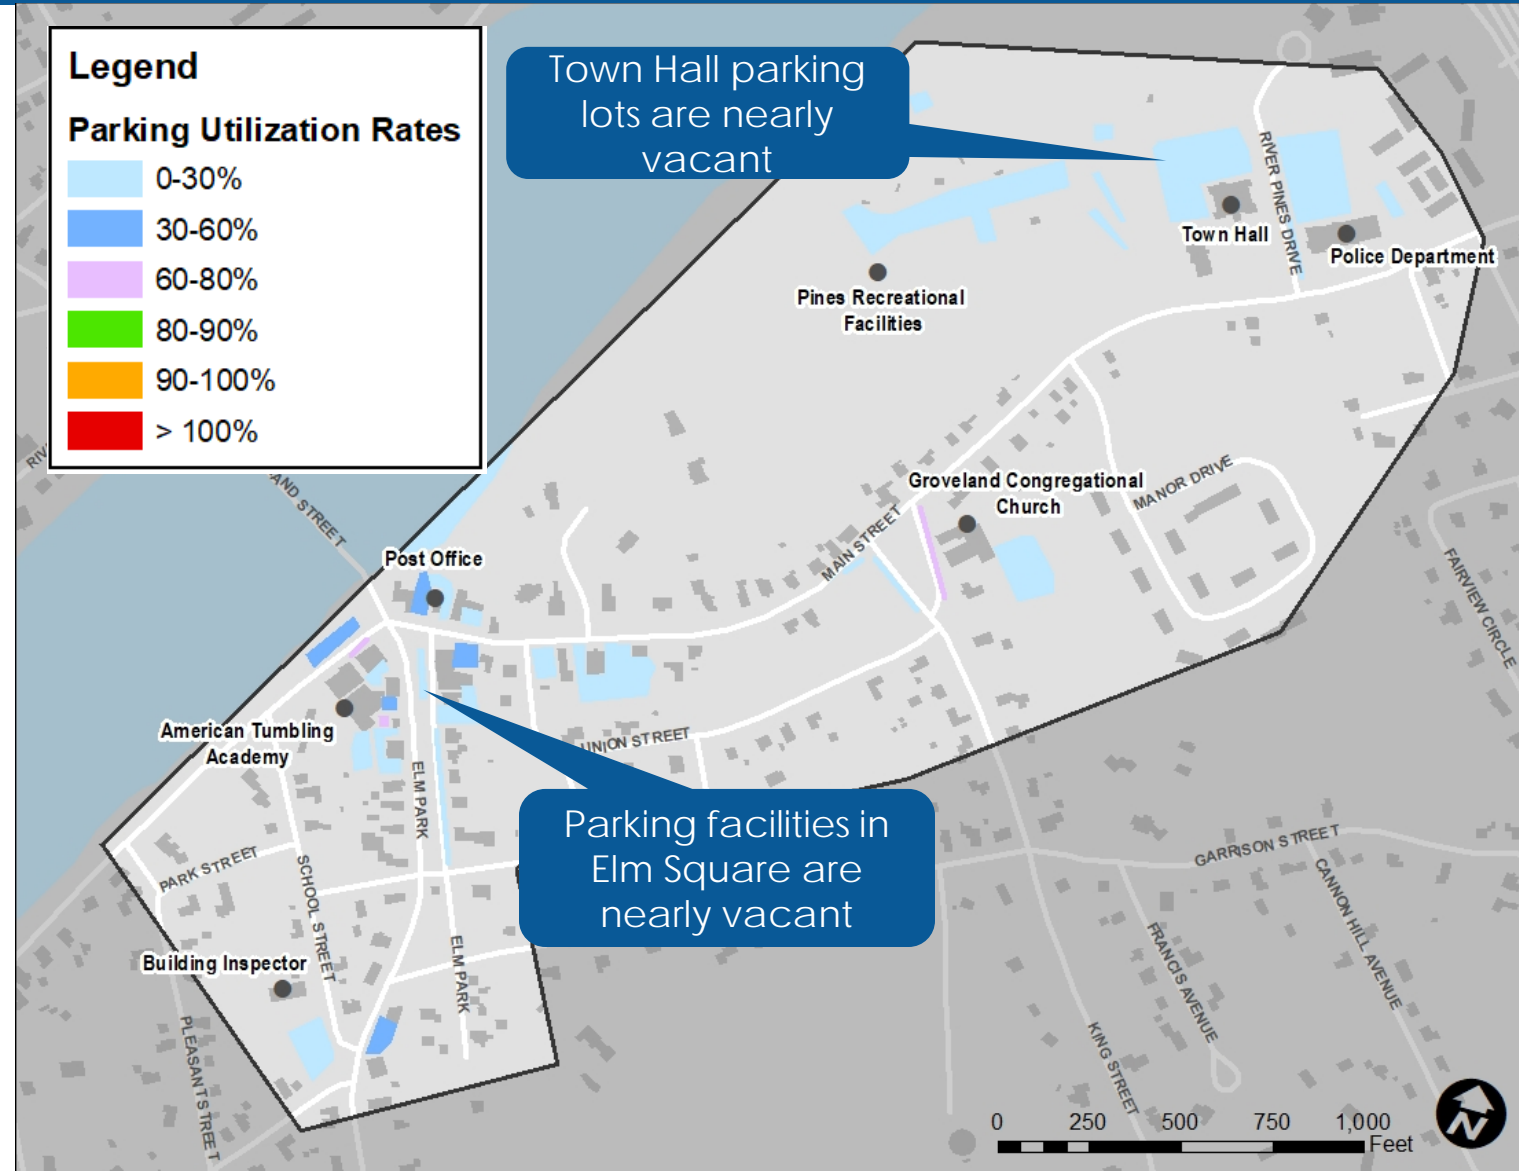 Legend
Parking Utilization Rates
0-30%
30-60%
60-80%
80-90%
90-100%
> 100%
Town Hall parking
lots are nearly
vacant
RIVER PINES DRIVE
Town Hall
Police Department
Pines Recreational
Facilities
Groveland Congregational
Church
MANOR DRIVE
MAIN STREET
STREET
Post Office
FAIRVIEW CIRCLE
American Tumbling
Academy
UNION STREET
ELM PARK
Parking facilities in
Elm Square are
nearly vacant
PARK STREET
SCHOOL STREET
GARRISON STREET
CANNON HILL AVENUE
FRANCIS AVENUE
ELM PARK
Building Inspector
PLEASANT STREET
KING STREET
0 250 500 750 1,000
Feet
N